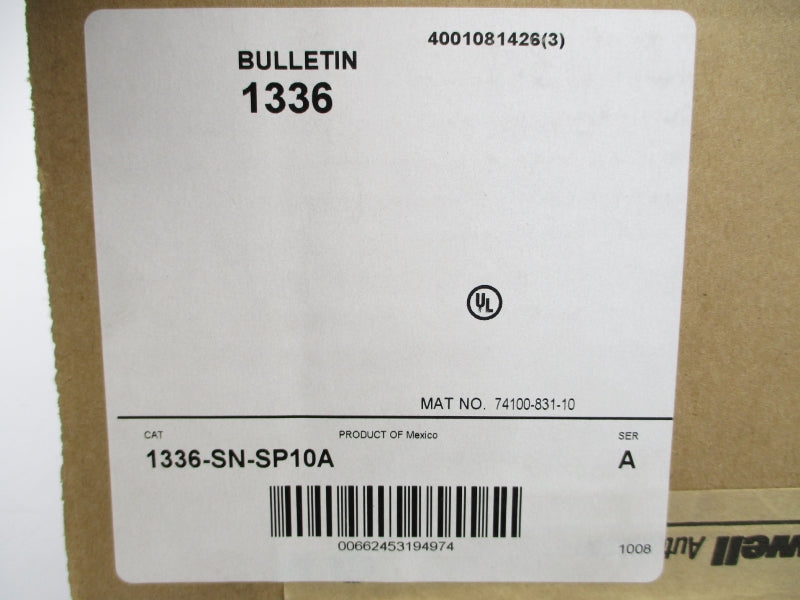 4001081426(3)
BULLETIN
1336
UL
MAT NO. 74100-831-10
CAT PRODUCT OF Mexico SER
1336-SN-SP10A A
00662453194974
1008